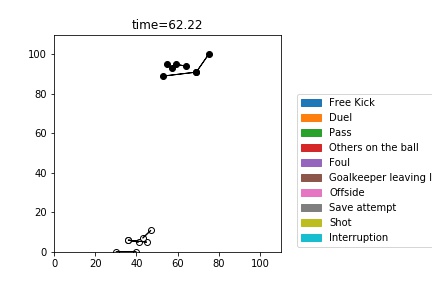 time=62.22
100
80
60
40
20
0
0 20 40 60 80 100
Free Kick
Duel
Pass
Others on the ball
Foul
Goalkeeper leaving l
Offside
Save attempt
Shot
Interruption